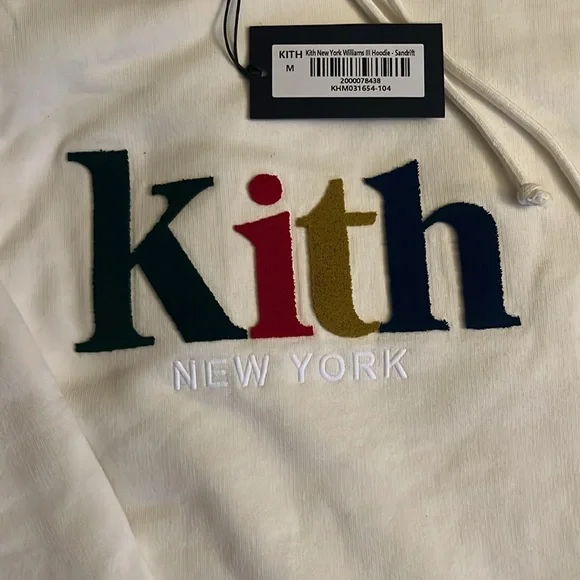 KITH Kith New York Williams III Hoodie - Sandrift
M
2000078438
KHM031654-104
kith
NEW YORK